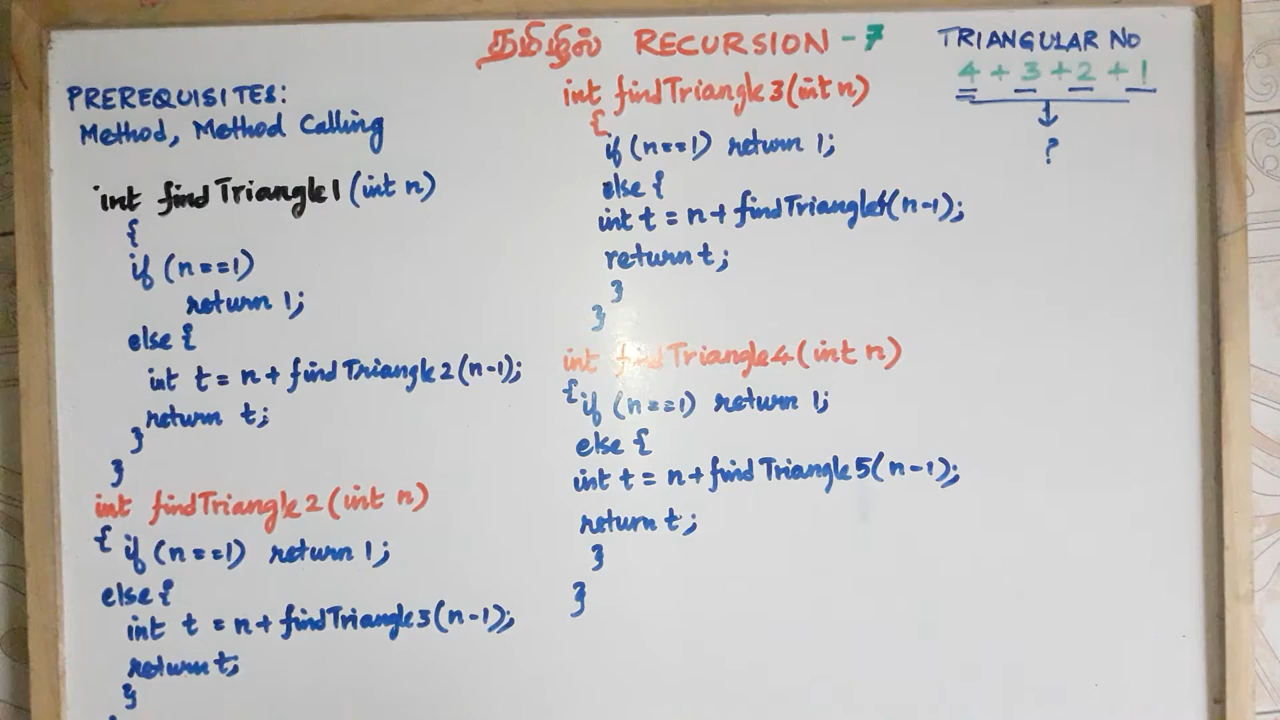 தமிழில் RECURSION - 7
PREREQUISITES:
Method, Method Calling
int findTriangle1 (int n)
{
if (n==1)
return 1;
else {
int t = n + findTriangle2 (n-1);
return t;
}
}
int findTriangle2 (int n)
{ if (n==1) return 1;
else {
int t = n + findTriangle3 (n-1);
return t;
}
int findTriangle3 (int n)
{
if (n==1) return 1;
else {
int t = n + findTriangle4(n-1);
return t;
}
}
int findTriangle4 (int n)
{ if (n==1) return 1;
else {
int t = n + findTriangle5(n-1);
return t;
}
}
TRIANGULAR NO
4 + 3 + 2 + 1
?